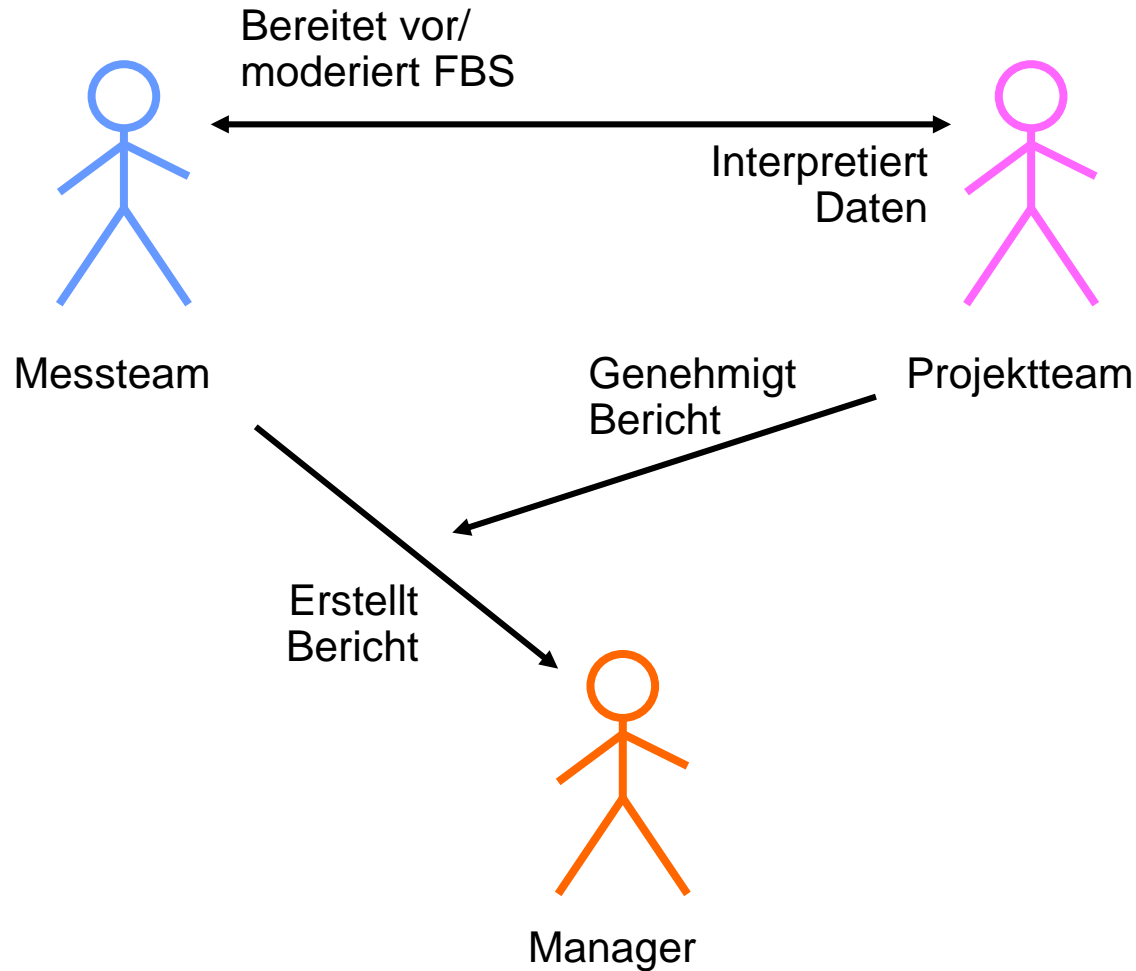 Bereitet vor/
moderiert FBS
Interpretiert
Daten
Messteam
Genehmigt
Bericht
Projektteam
Erstellt
Bericht
Manager